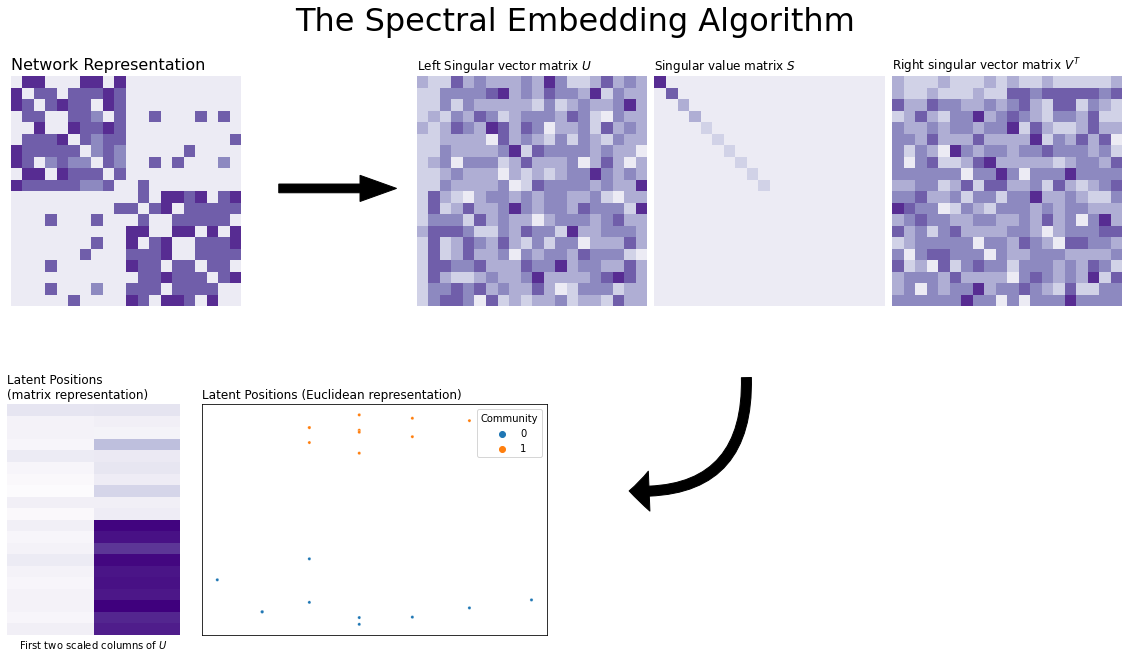 The Spectral Embedding Algorithm
Network Representation
Left Singular vector matrix U
Singular value matrix S
Right singular vector matrix V^T
Latent Positions
(matrix representation)
Latent Positions (Euclidean representation)
Community
0
1
First two scaled columns of U